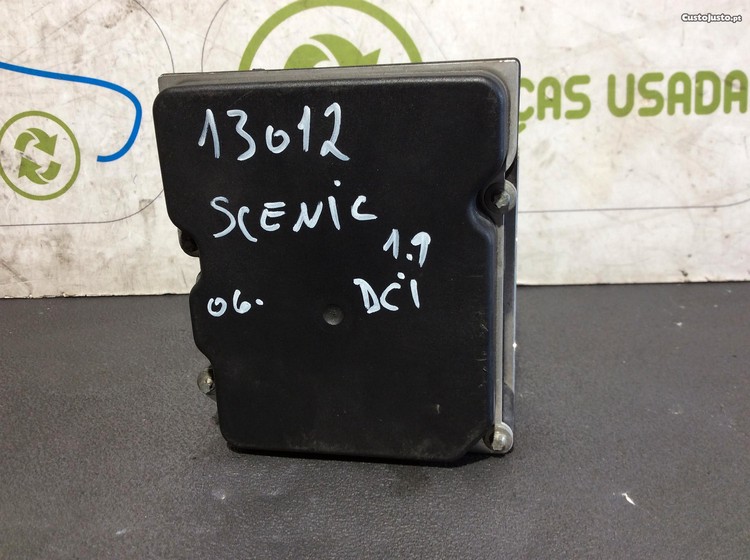 CustoJusto.pt
ÇAS USADA
13012
SCENIC
1.9
06. DCi